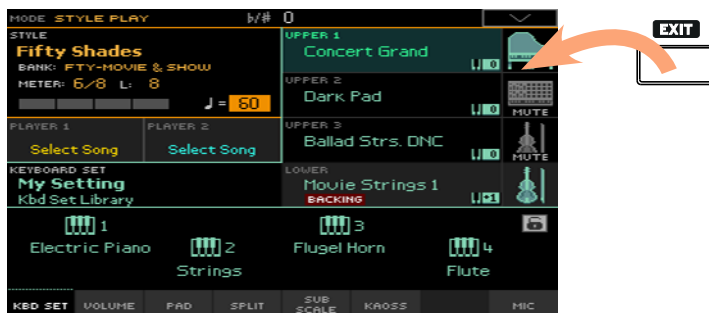 MODE STYLE PLAY ♭/# 0
EXIT
STYLE
Fifty Shades
BANK: FTY-MOVIE & SHOW
METER: 6/8 L: 8
♩ = 60
UPPER 1
Concert Grand
0
UPPER 2
Dark Pad
0 MUTE
UPPER 3
Ballad Strs. DNC
0 MUTE
PLAYER 1 PLAYER 2
Select Song Select Song
KEYBOARD SET
My Setting
Kbd Set Library
LOWER
Movie Strings 1
BACKING +1
1
Electric Piano
2
Strings
3
Flugel Horn
4
Flute
KBD SET VOLUME PAD SPLIT SUB SCALE KAOSS MIC